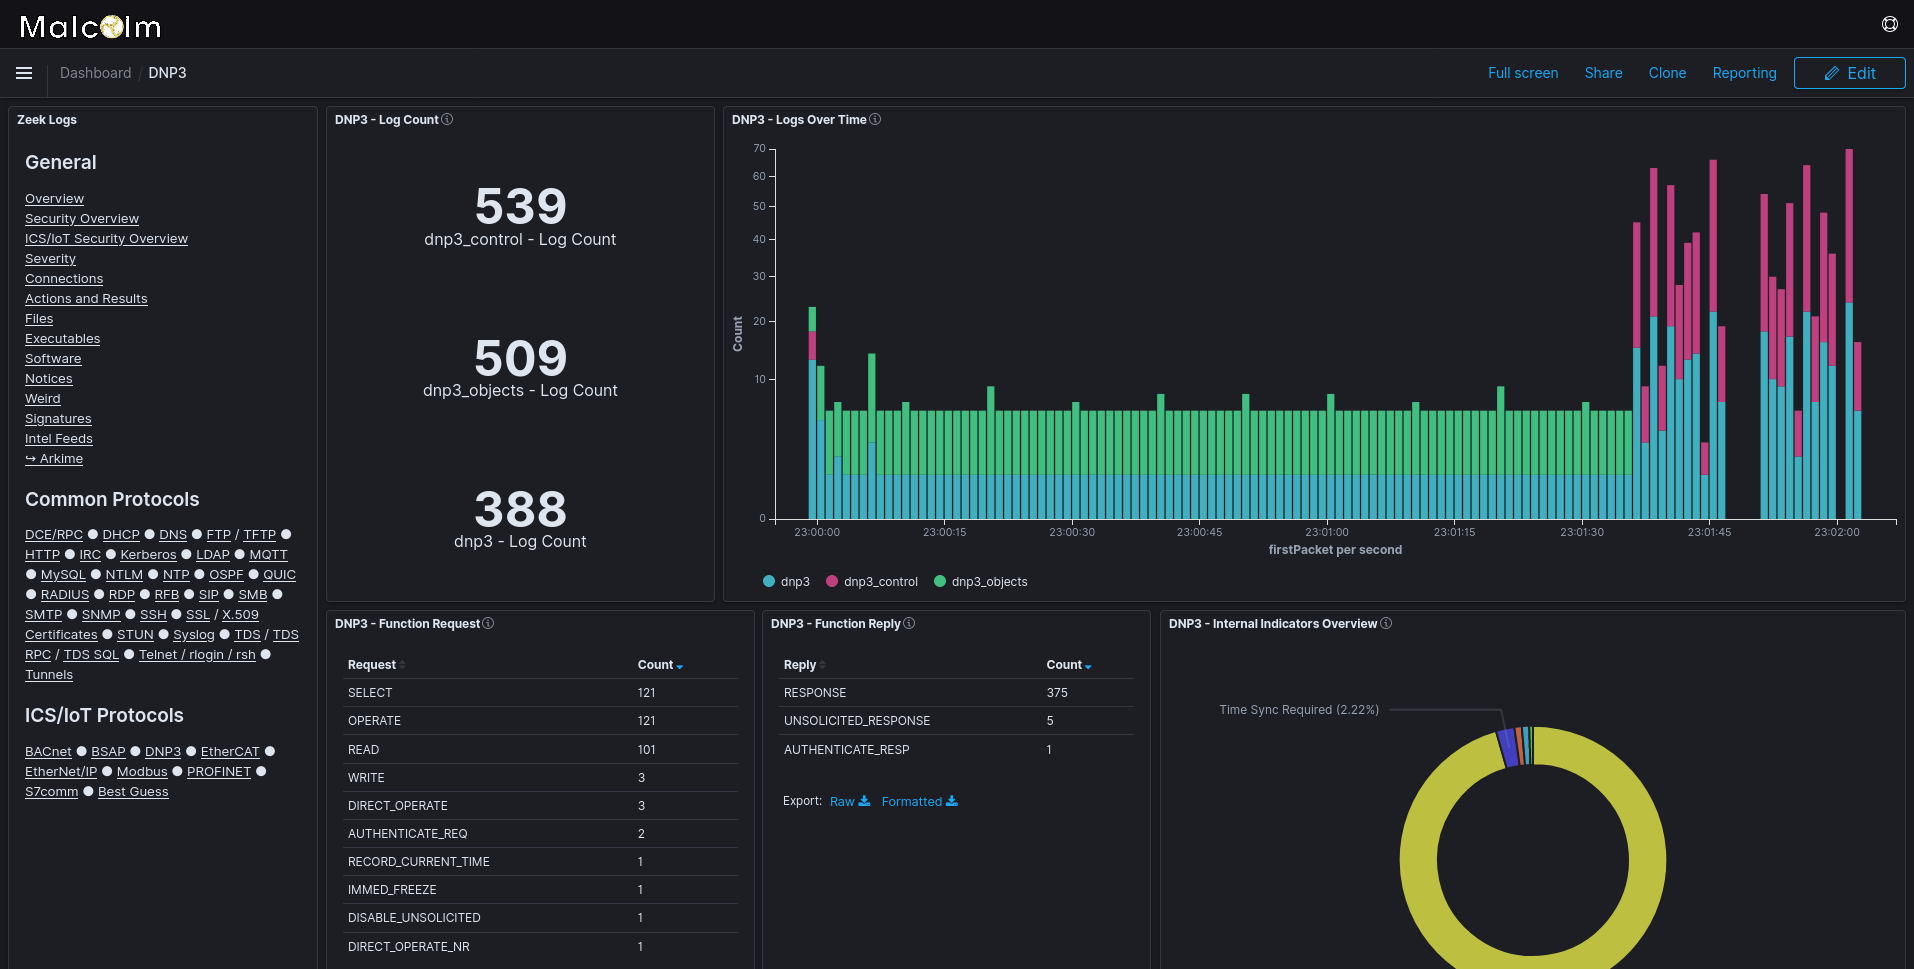 Malcolm
Dashboard / DNP3
Full screen Share Clone Reporting Edit
Zeek Logs
General
Overview
Security Overview
ICS/IoT Security Overview
Severity
Connections
Actions and Results
Files
Executables
Software
Notices
Weird
Signatures
Intel Feeds
↪ Arkime
Common Protocols
DCE/RPC ● DHCP ● DNS ● FTP / TFTP ●
HTTP ● IRC ● Kerberos ● LDAP ● MQTT
● MySQL ● NTLM ● NTP ● OSPF ● QUIC
● RADIUS ● RDP ● RFB ● SIP ● SMB ●
SMTP ● SNMP ● SSH ● SSL / X.509
Certificates ● STUN ● Syslog ● TDS / TDS
RPC / TDS SQL ● Telnet / rlogin / rsh ●
Tunnels
ICS/IoT Protocols
BACnet ● BSAP ● DNP3 ● EtherCAT ●
EtherNet/IP ● Modbus ● PROFINET ●
S7comm ● Best Guess
DNP3 - Log Count
539
dnp3_control - Log Count
509
dnp3_objects - Log Count
388
dnp3 - Log Count
DNP3 - Logs Over Time
70
60
50
40
30
20
10
0
Count
23:00:00 23:00:15 23:00:30 23:00:45 23:01:00 23:01:15 23:01:30 23:01:45 23:02:00
firstPacket per second
dnp3 dnp3_control dnp3_objects
DNP3 - Function Request
Request Count
SELECT 121
OPERATE 121
READ 101
WRITE 3
DIRECT_OPERATE 3
AUTHENTICATE_REQ 2
RECORD_CURRENT_TIME 1
IMMED_FREEZE 1
DISABLE_UNSOLICITED 1
DIRECT_OPERATE_NR 1
DNP3 - Function Reply
Reply Count
RESPONSE 375
UNSOLICITED_RESPONSE 5
AUTHENTICATE_RESP 1
Export: Raw Formatted
DNP3 - Internal Indicators Overview
Time Sync Required (2.22%)